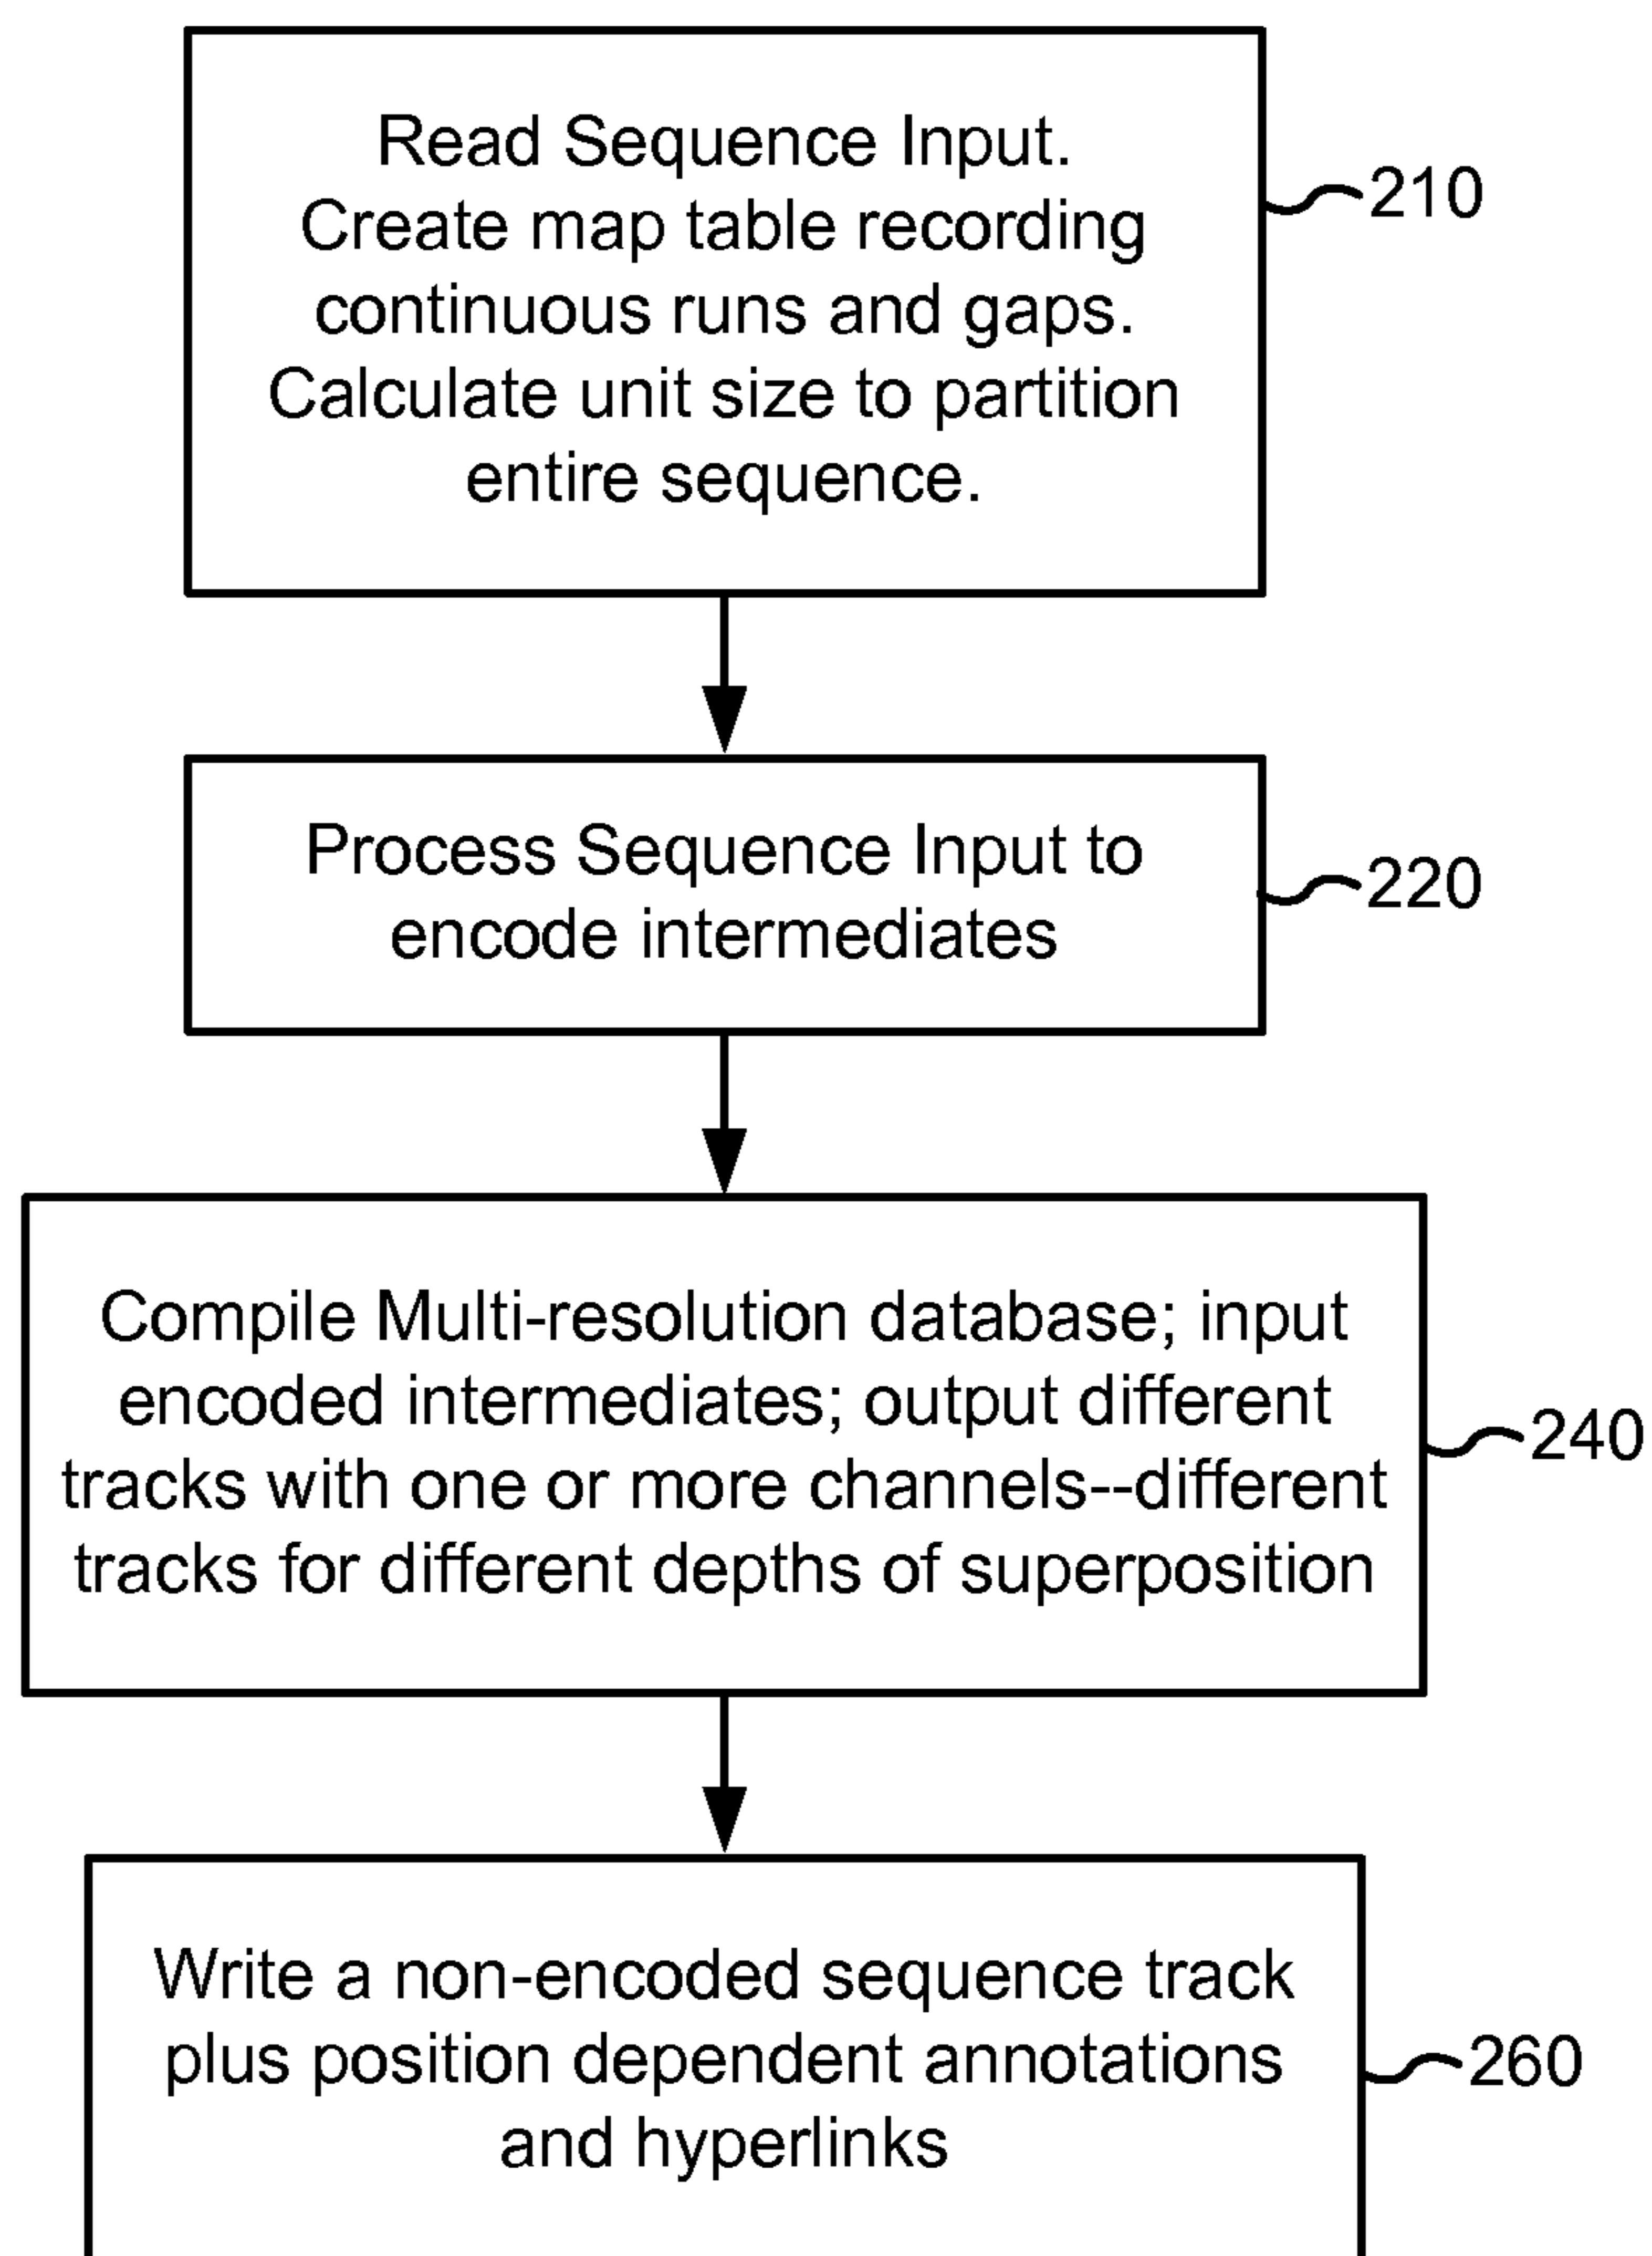 Read Sequence Input.
Create map table recording
continuous runs and gaps.
Calculate unit size to partition
entire sequence.
210
Process Sequence Input to
encode intermediates
220
Compile Multi-resolution database; input
encoded intermediates; output different
tracks with one or more channels--different
tracks for different depths of superposition
240
Write a non-encoded sequence track
plus position dependent annotations
and hyperlinks
260